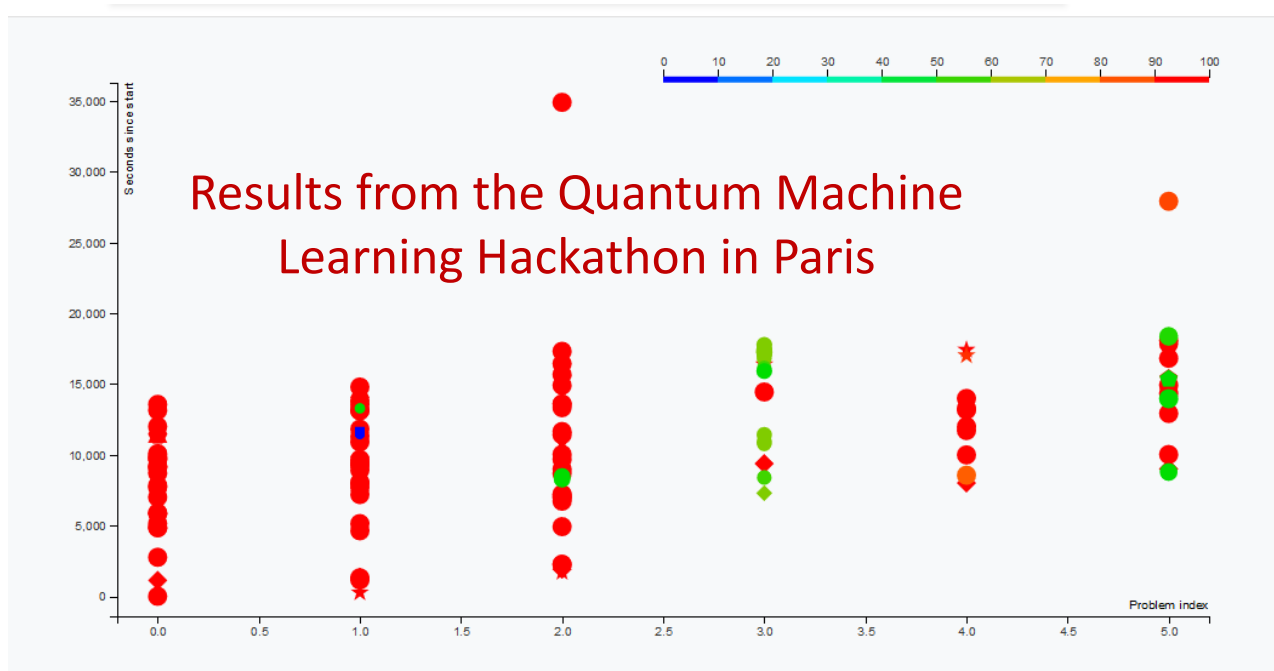 0 10 20 30 40 50 60 70 80 90 100
Seconds since start
35,000
30,000
Results from the Quantum Machine
Learning Hackathon in Paris
25,000
20,000
15,000
10,000
5,000
0
Problem index
0.0 0.5 1.0 1.5 2.0 2.5 3.0 3.5 4.0 4.5 5.0